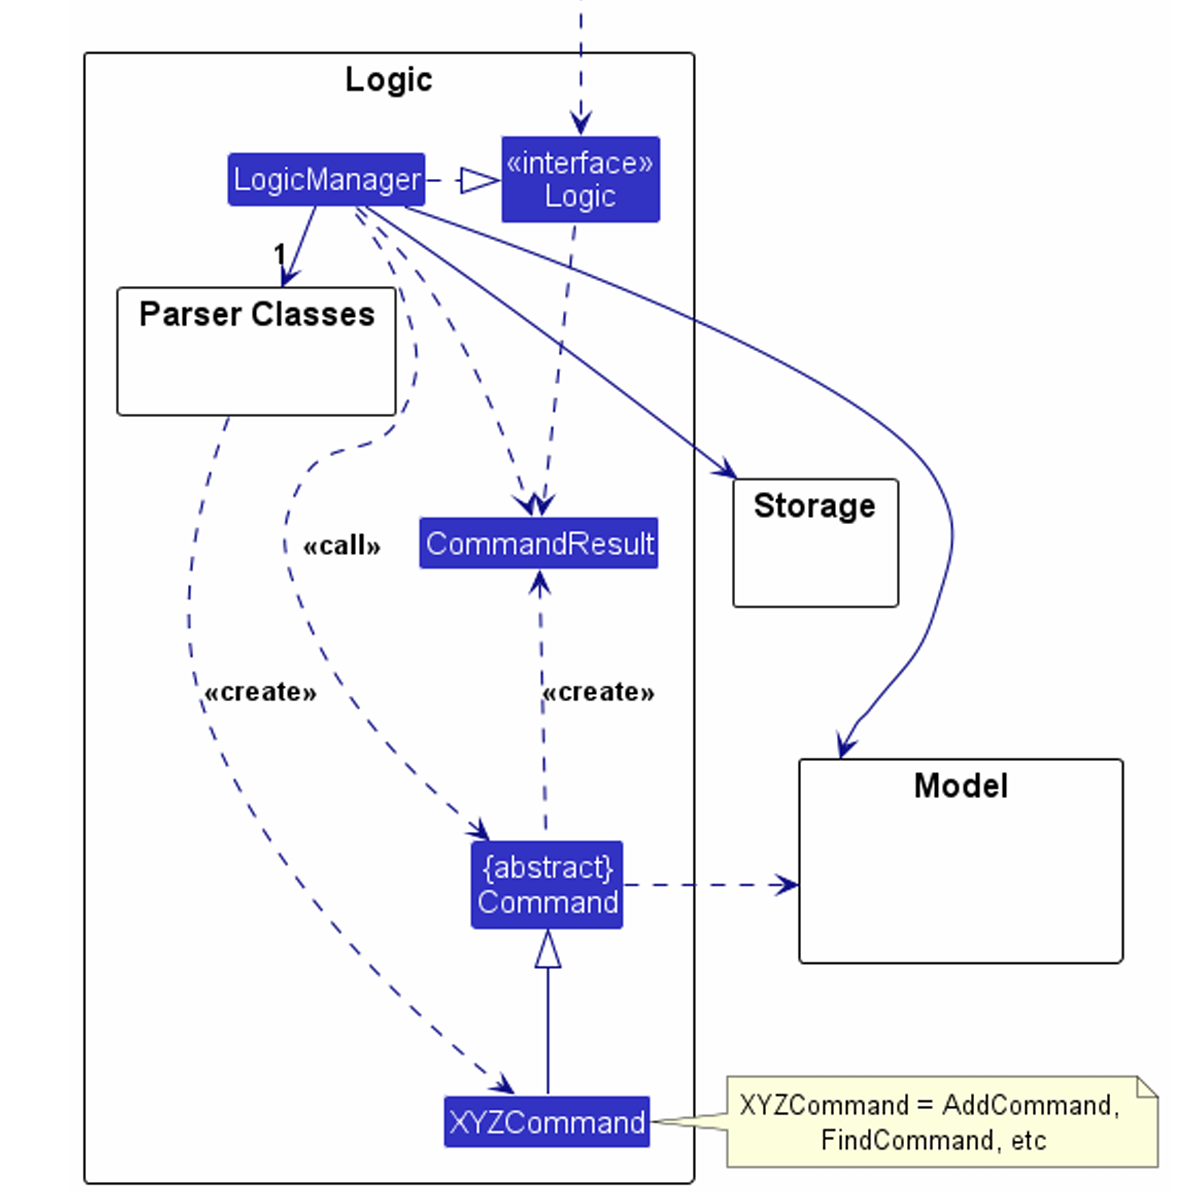 Logic
LogicManager
«interface»
Logic
1
Parser Classes
Storage
«call»
CommandResult
«create»
«create»
Model
{abstract}
Command
XYZCommand
XYZCommand = AddCommand,
FindCommand, etc